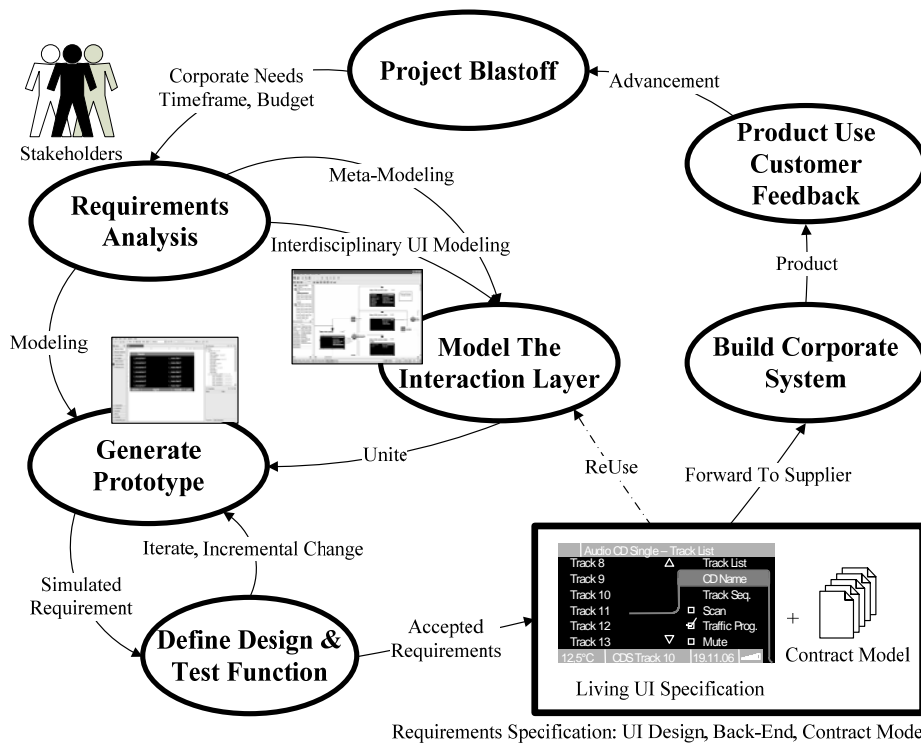 Project Blastoff
Corporate Needs
Timeframe, Budget
Advancement
Stakeholders
Product Use
Customer
Feedback
Requirements
Analysis
Meta-Modeling
Interdisciplinary UI Modeling
Product
Modeling
Model The
Interaction Layer
Build Corporate
System
Generate
Prototype
Unite
ReUse
Forward To Supplier
Iterate, Incremental Change
Simulated
Requirement
Define Design &
Test Function
Accepted
Requirements
Audio CD Single – Track List
Track 8 Track List
Track 9 CD Name
Track 10 Track Seq.
Track 11 Scan
Track 12 Traffic Prog.
Track 13 Mute
12,5°C CDS Track 10 19.11.06
+
Contract Model
Living UI Specification
Requirements Specification: UI Design, Back-End, Contract Mode